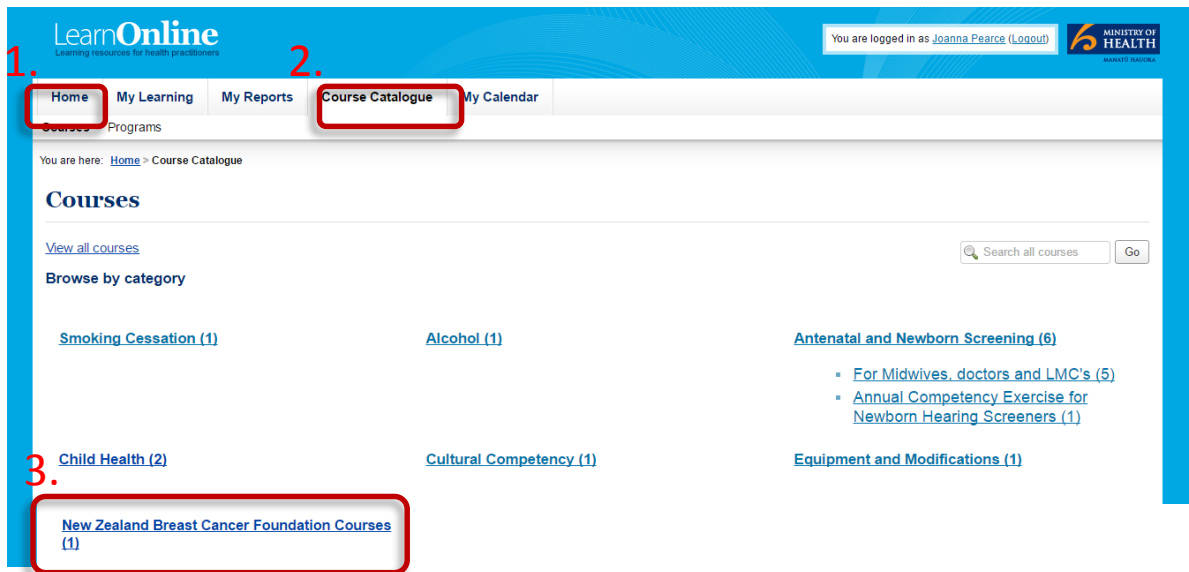 LearnOnline
Learning resources for health practitioners
You are logged in as Joanna Pearce (Logout)
MINISTRY OF
HEALTH
MANATŪ HAUORA
1.
2.
Home My Learning My Reports Course Catalogue My Calendar
Courses Programs
You are here: Home > Course Catalogue
Courses
View all courses
Search all courses Go
Browse by category
Smoking Cessation (1) Alcohol (1) Antenatal and Newborn Screening (6)
For Midwives, doctors and LMC's (5)
Annual Competency Exercise for
Newborn Hearing Screeners (1)
Child Health (2) Cultural Competency (1) Equipment and Modifications (1)
3.
New Zealand Breast Cancer Foundation Courses
(1)